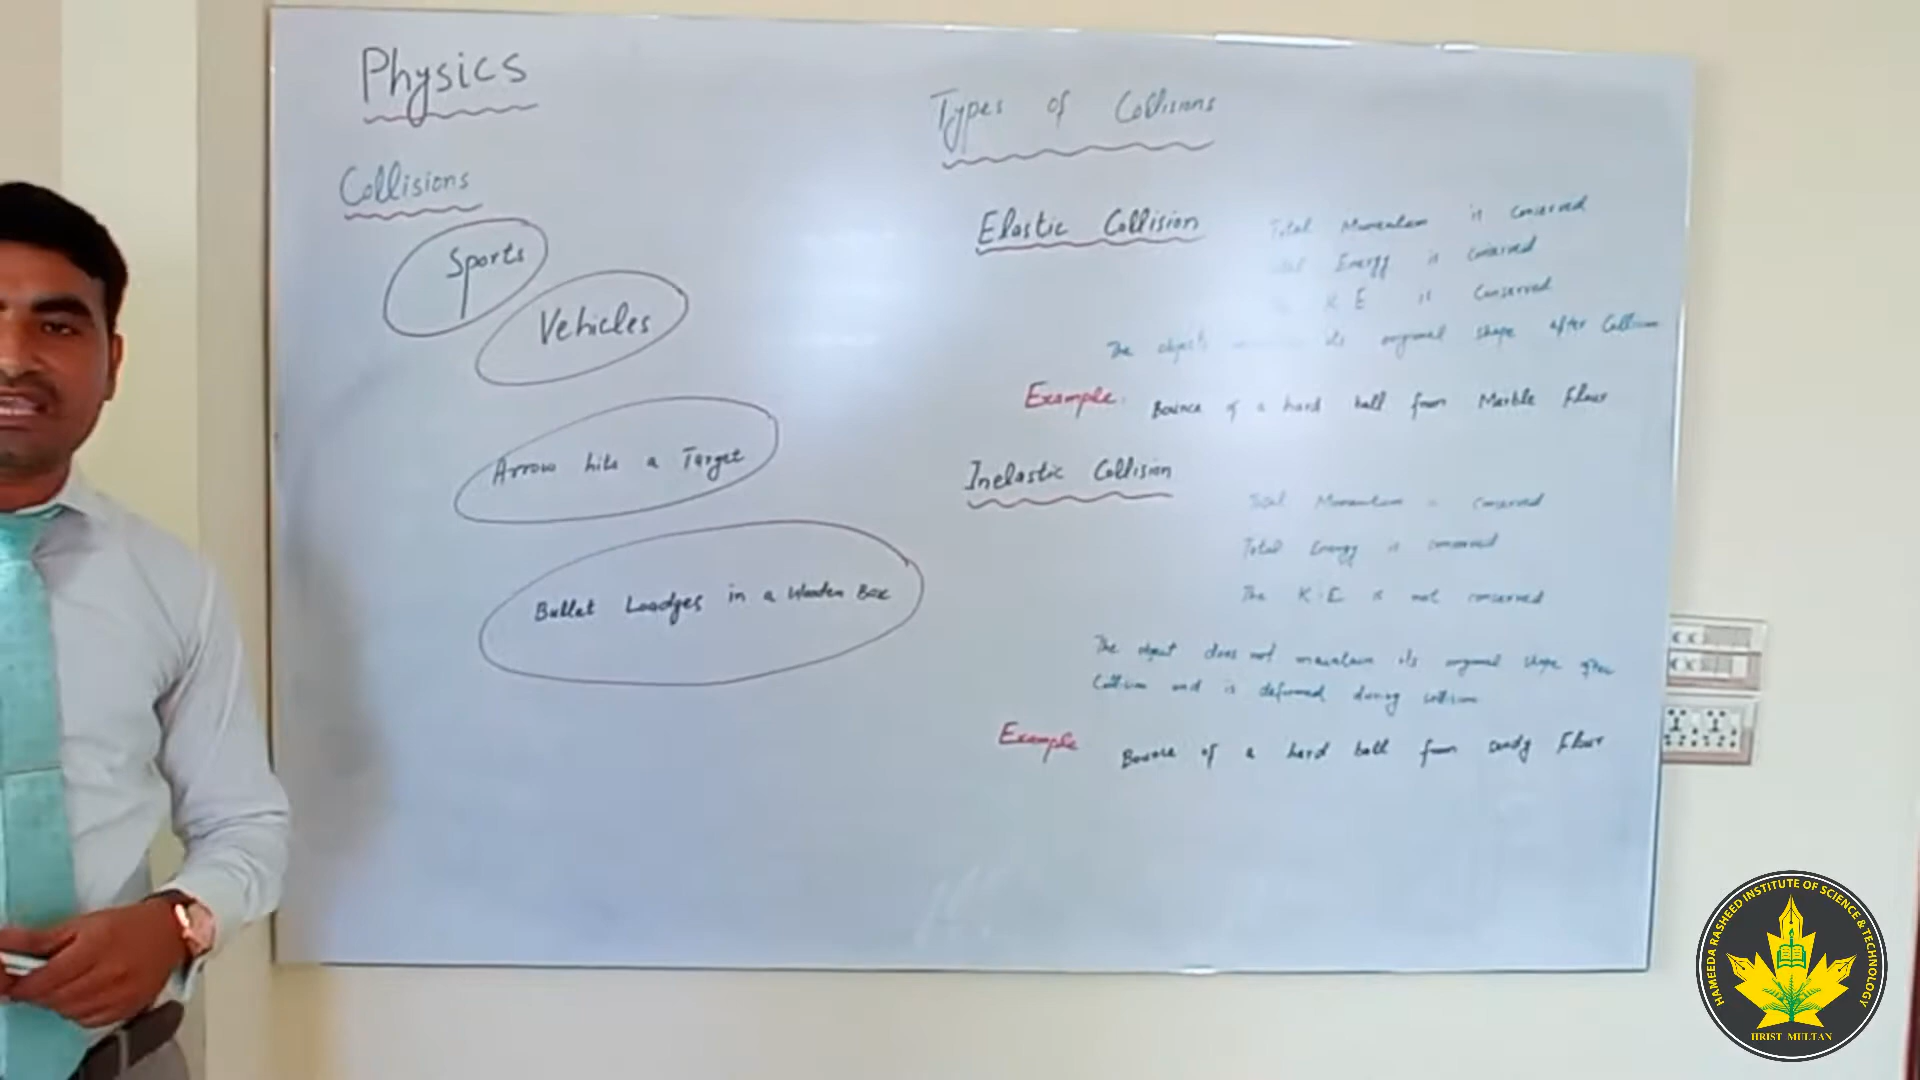 Physics
Collisions
Sports
Vehicles
Arrow hits a Target
Bullet Loadges in a Wooden Box
Types of Collisions
Elastic Collision
Total Momentum is conserved
Energy is conserved
K E is Conserved
The objects its orginal shape after Collision
Example: Bounce of a hard ball from Marble Floor
Inelastic Collision
Total Momentum conserved
Total Energy is conserved
The K.E is not conserved
The object does not maintain its orginal shape after
Collision and is deformed during collision
Example Bounce of a hard ball from sandy Floor
HAMEEDA RASHEED INSTITUTE OF SCIENCE & TECHNOLOGY
HRIST MULTAN